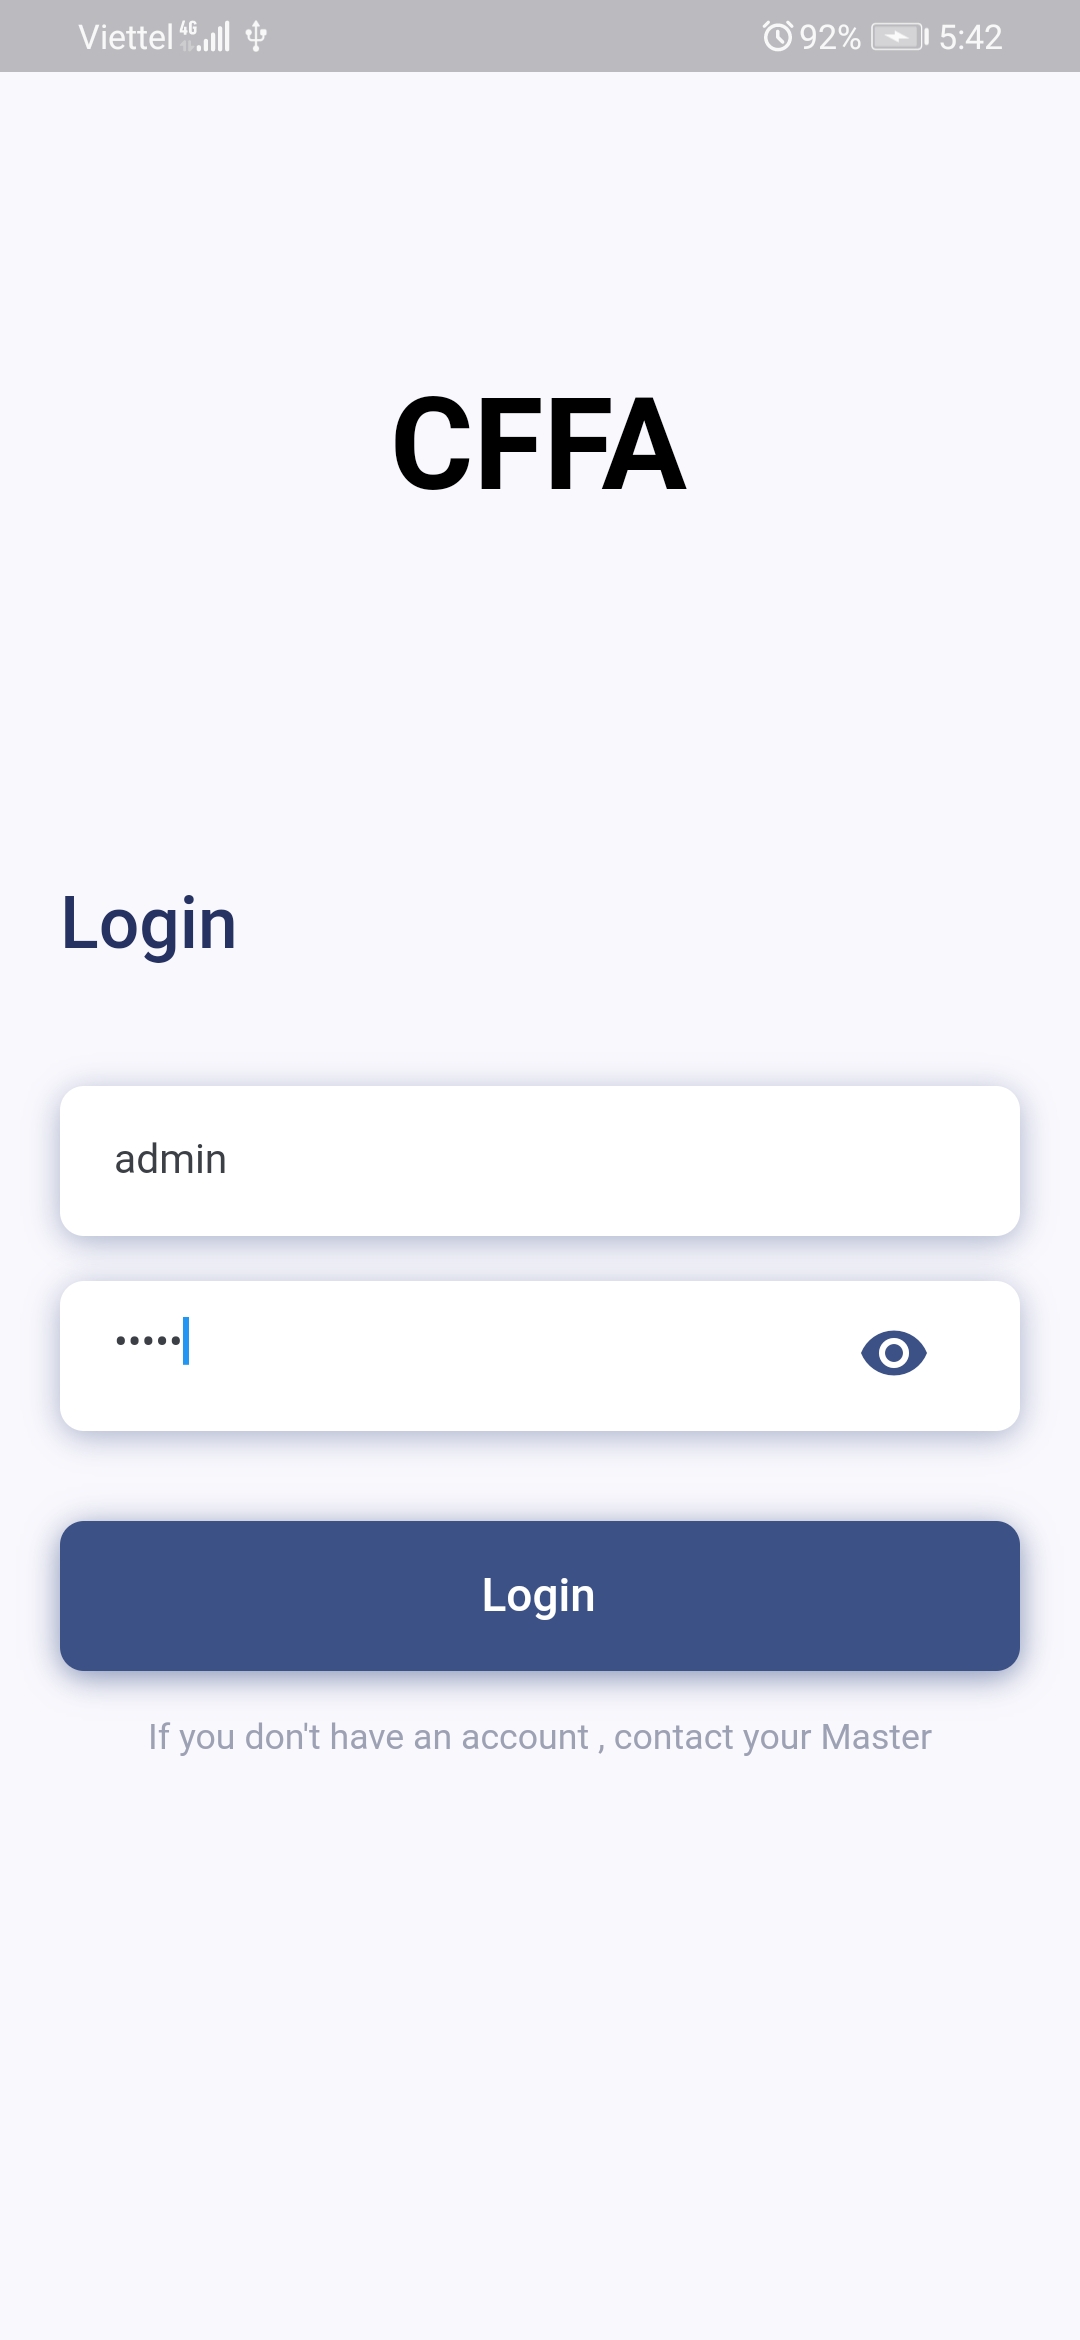 Viettel 4G 92% 5:42
CFFA
Login
admin
•••••
Login
If you don't have an account , contact your Master